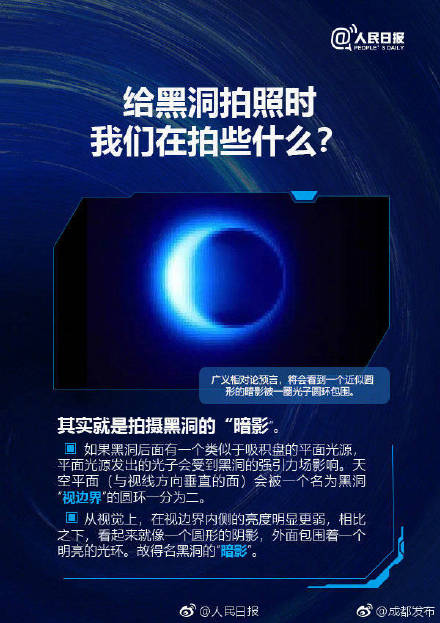 @人民日报
PEOPLE'S DAILY
给黑洞拍照时
我们在拍些什么？
广义相对论预言，将会看到一个近似圆
形的暗影被一圈光子圆环包围。
其实就是拍摄黑洞的“暗影”。
如果黑洞后面有一个类似于吸积盘的平面光源，
平面光源发出的光子会受到黑洞的强引力场影响。天
空平面（与视线方向垂直的面）会被一个名为黑洞
“视边界”的圆环一分为二。
从视觉上，在视边界内侧的亮度明显更弱，相比
之下，看起来就像一个圆形的阴影，外面包围着一个
明亮的光环。故得名黑洞的“暗影”。
@人民日报
@成都发布